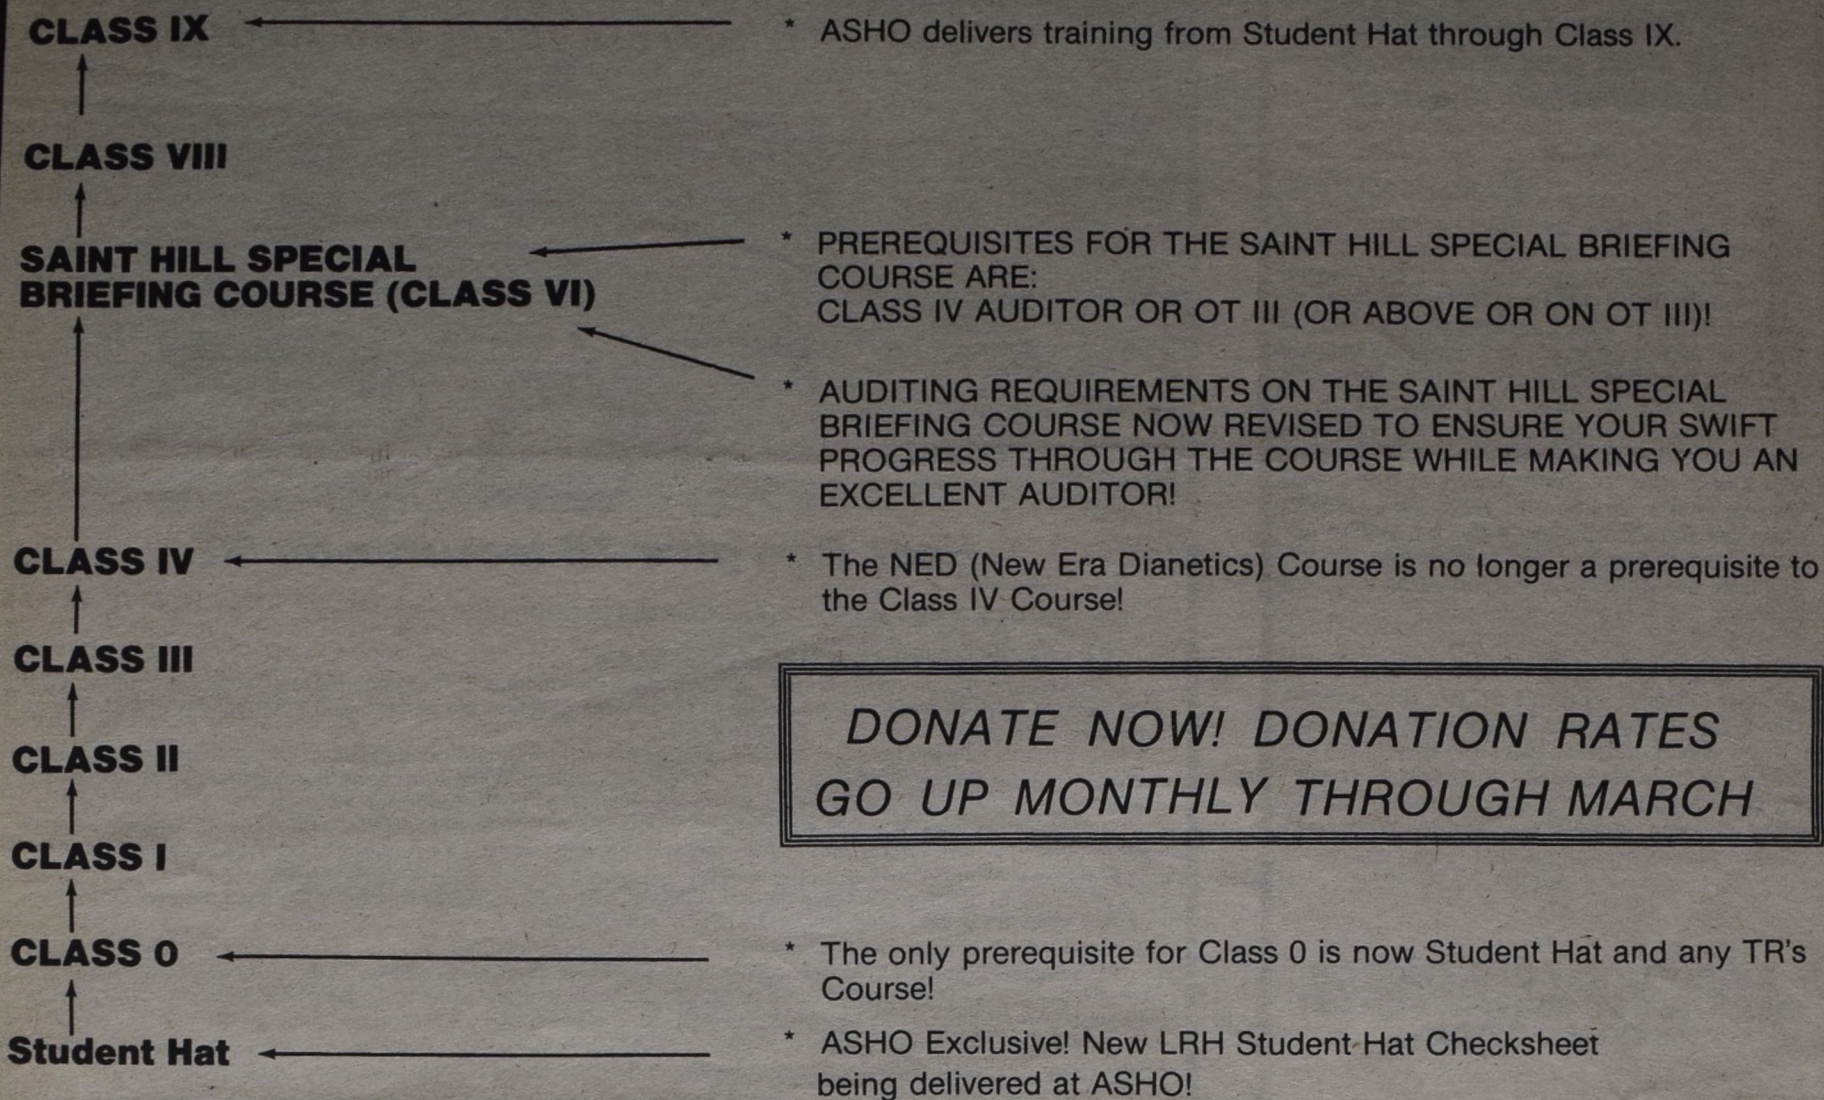 CLASS IX
* ASHO delivers training from Student Hat through Class IX.
CLASS VIII
SAINT HILL SPECIAL
BRIEFING COURSE (CLASS VI)
* PREREQUISITES FOR THE SAINT HILL SPECIAL BRIEFING
COURSE ARE:
CLASS IV AUDITOR OR OT III (OR ABOVE OR ON OT III)!
* AUDITING REQUIREMENTS ON THE SAINT HILL SPECIAL
BRIEFING COURSE NOW REVISED TO ENSURE YOUR SWIFT
PROGRESS THROUGH THE COURSE WHILE MAKING YOU AN
EXCELLENT AUDITOR!
CLASS IV
* The NED (New Era Dianetics) Course is no longer a prerequisite to
the Class IV Course!
CLASS III
DONATE NOW! DONATION RATES
GO UP MONTHLY THROUGH MARCH
CLASS II
CLASS I
CLASS 0
* The only prerequisite for Class 0 is now Student Hat and any TR's
Course!
Student Hat
* ASHO Exclusive! New LRH Student Hat Checksheet
being delivered at ASHO!